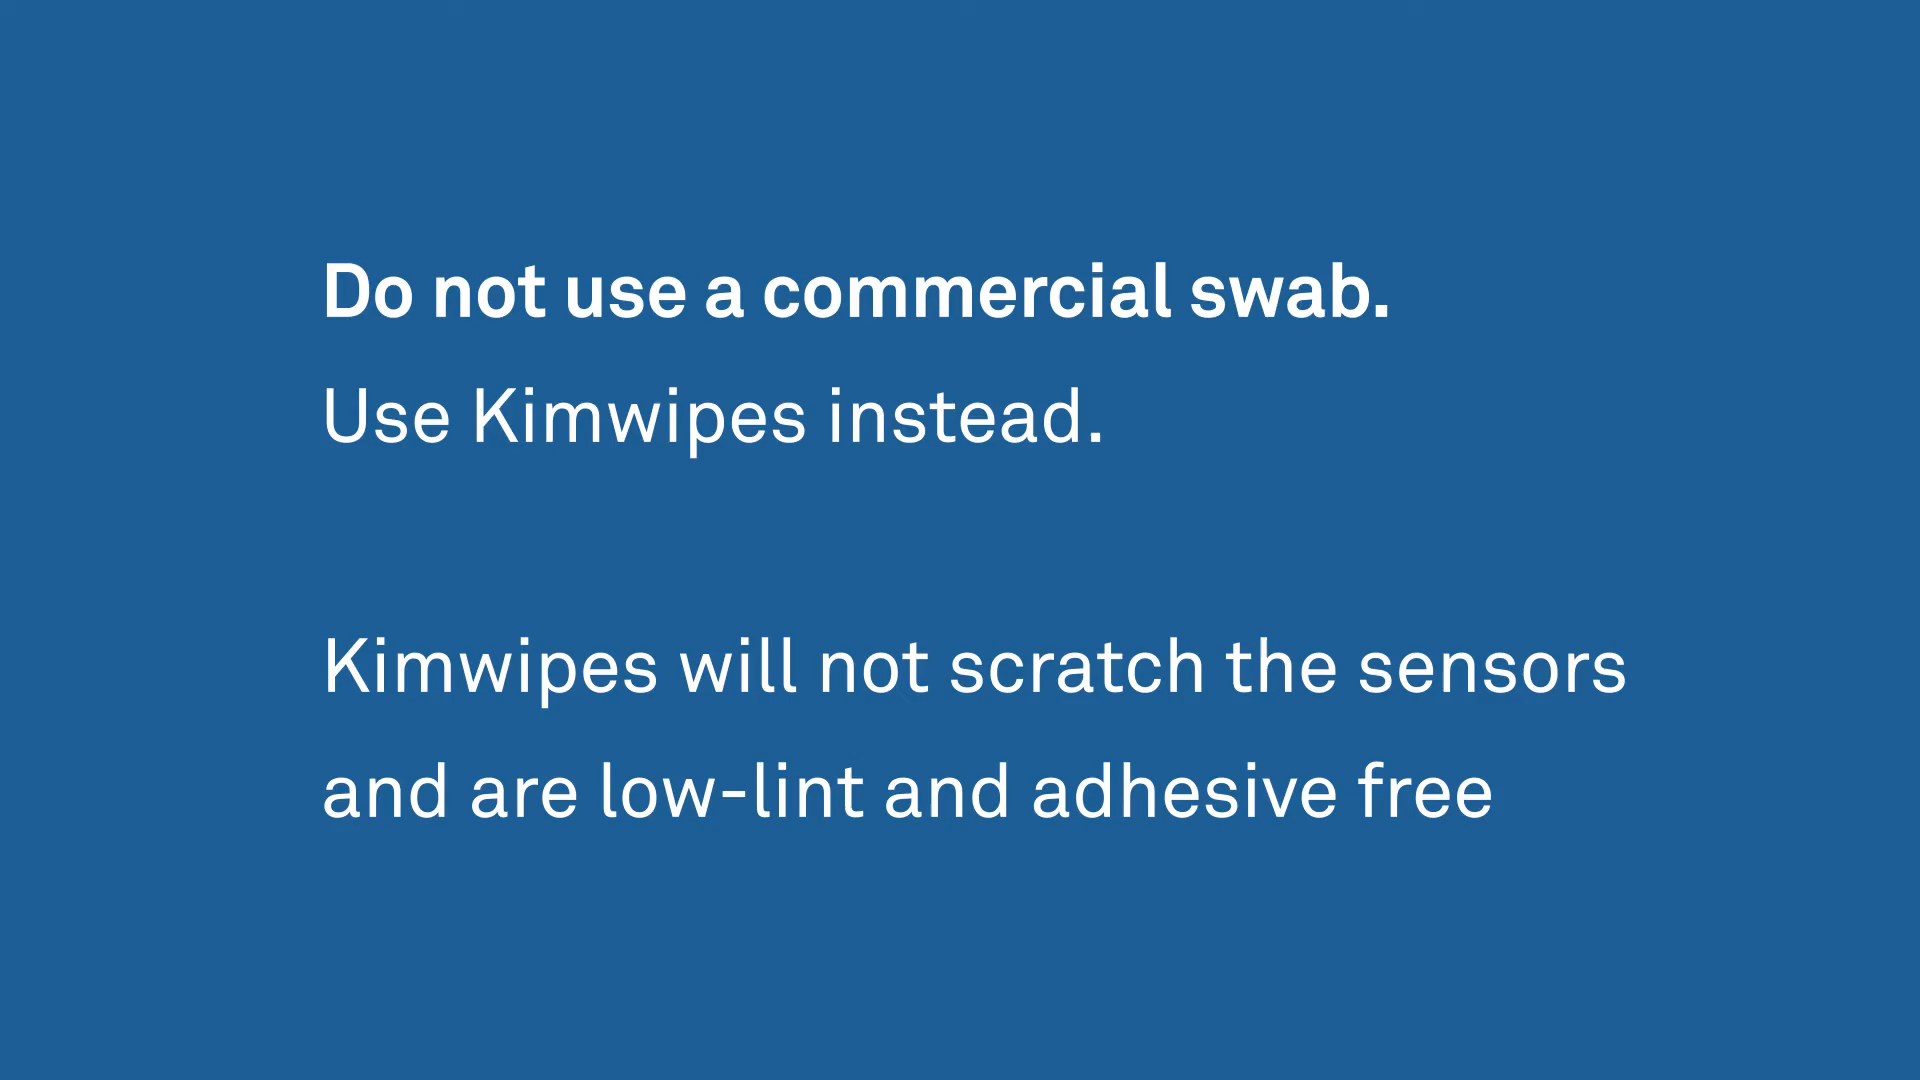 Do not use a commercial swab.
Use Kimwipes instead.
Kimwipes will not scratch the sensors
and are low-lint and adhesive free